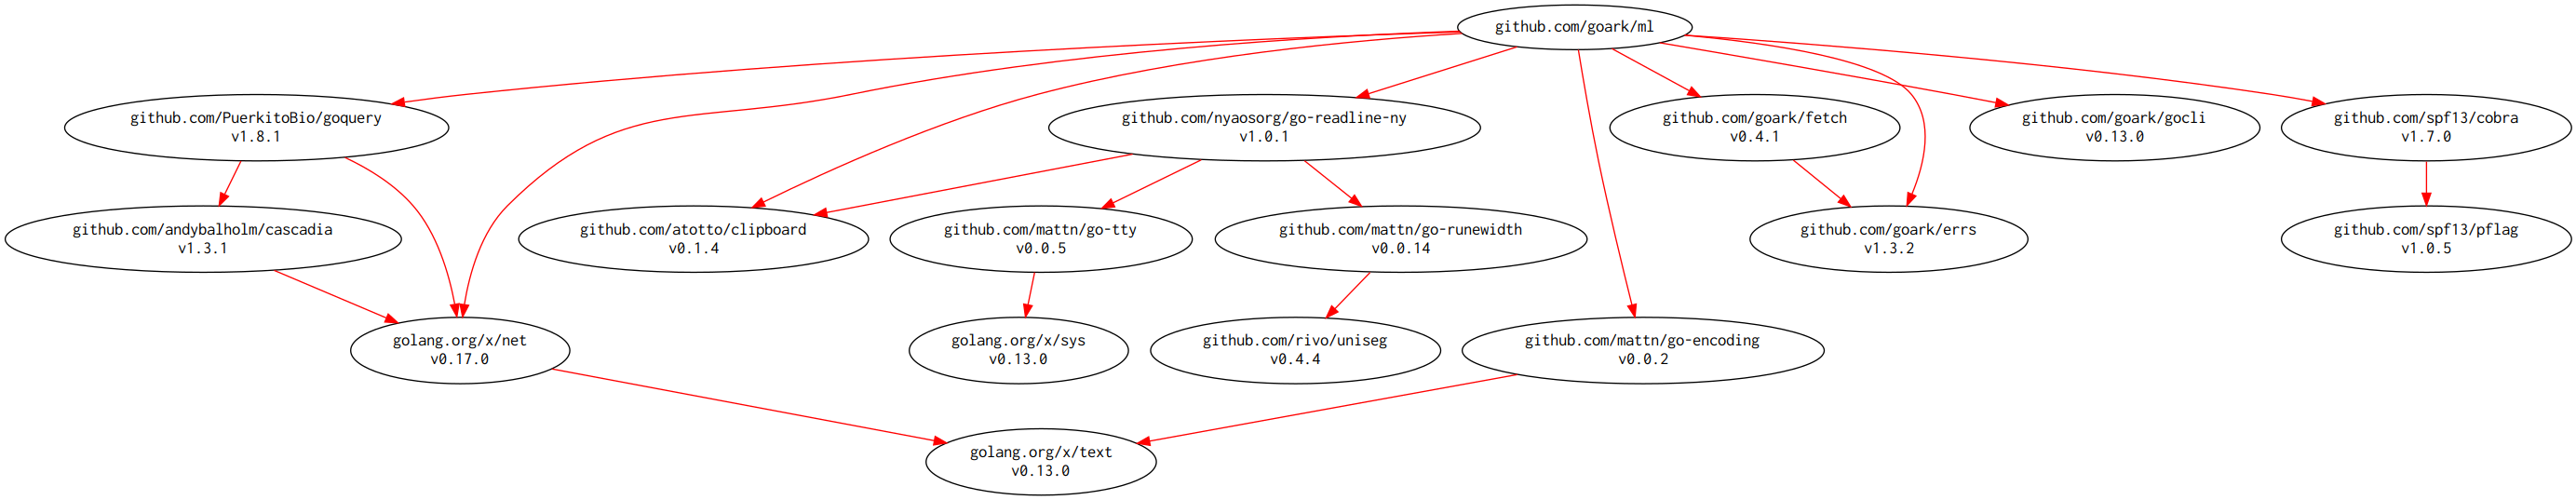 github.com/goark/ml
github.com/PuerkitoBio/goquery
v1.8.1
github.com/nyaosorg/go-readline-ny
v1.0.1
github.com/goark/fetch
v0.4.1
github.com/goark/gocli
v0.13.0
github.com/spf13/cobra
v1.7.0
github.com/andybalholm/cascadia
v1.3.1
github.com/atotto/clipboard
v0.1.4
github.com/mattn/go-tty
v0.0.5
github.com/mattn/go-runewidth
v0.0.14
github.com/goark/errs
v1.3.2
github.com/spf13/pflag
v1.0.5
golang.org/x/net
v0.17.0
golang.org/x/sys
v0.13.0
github.com/rivo/uniseg
v0.4.4
github.com/mattn/go-encoding
v0.0.2
golang.org/x/text
v0.13.0